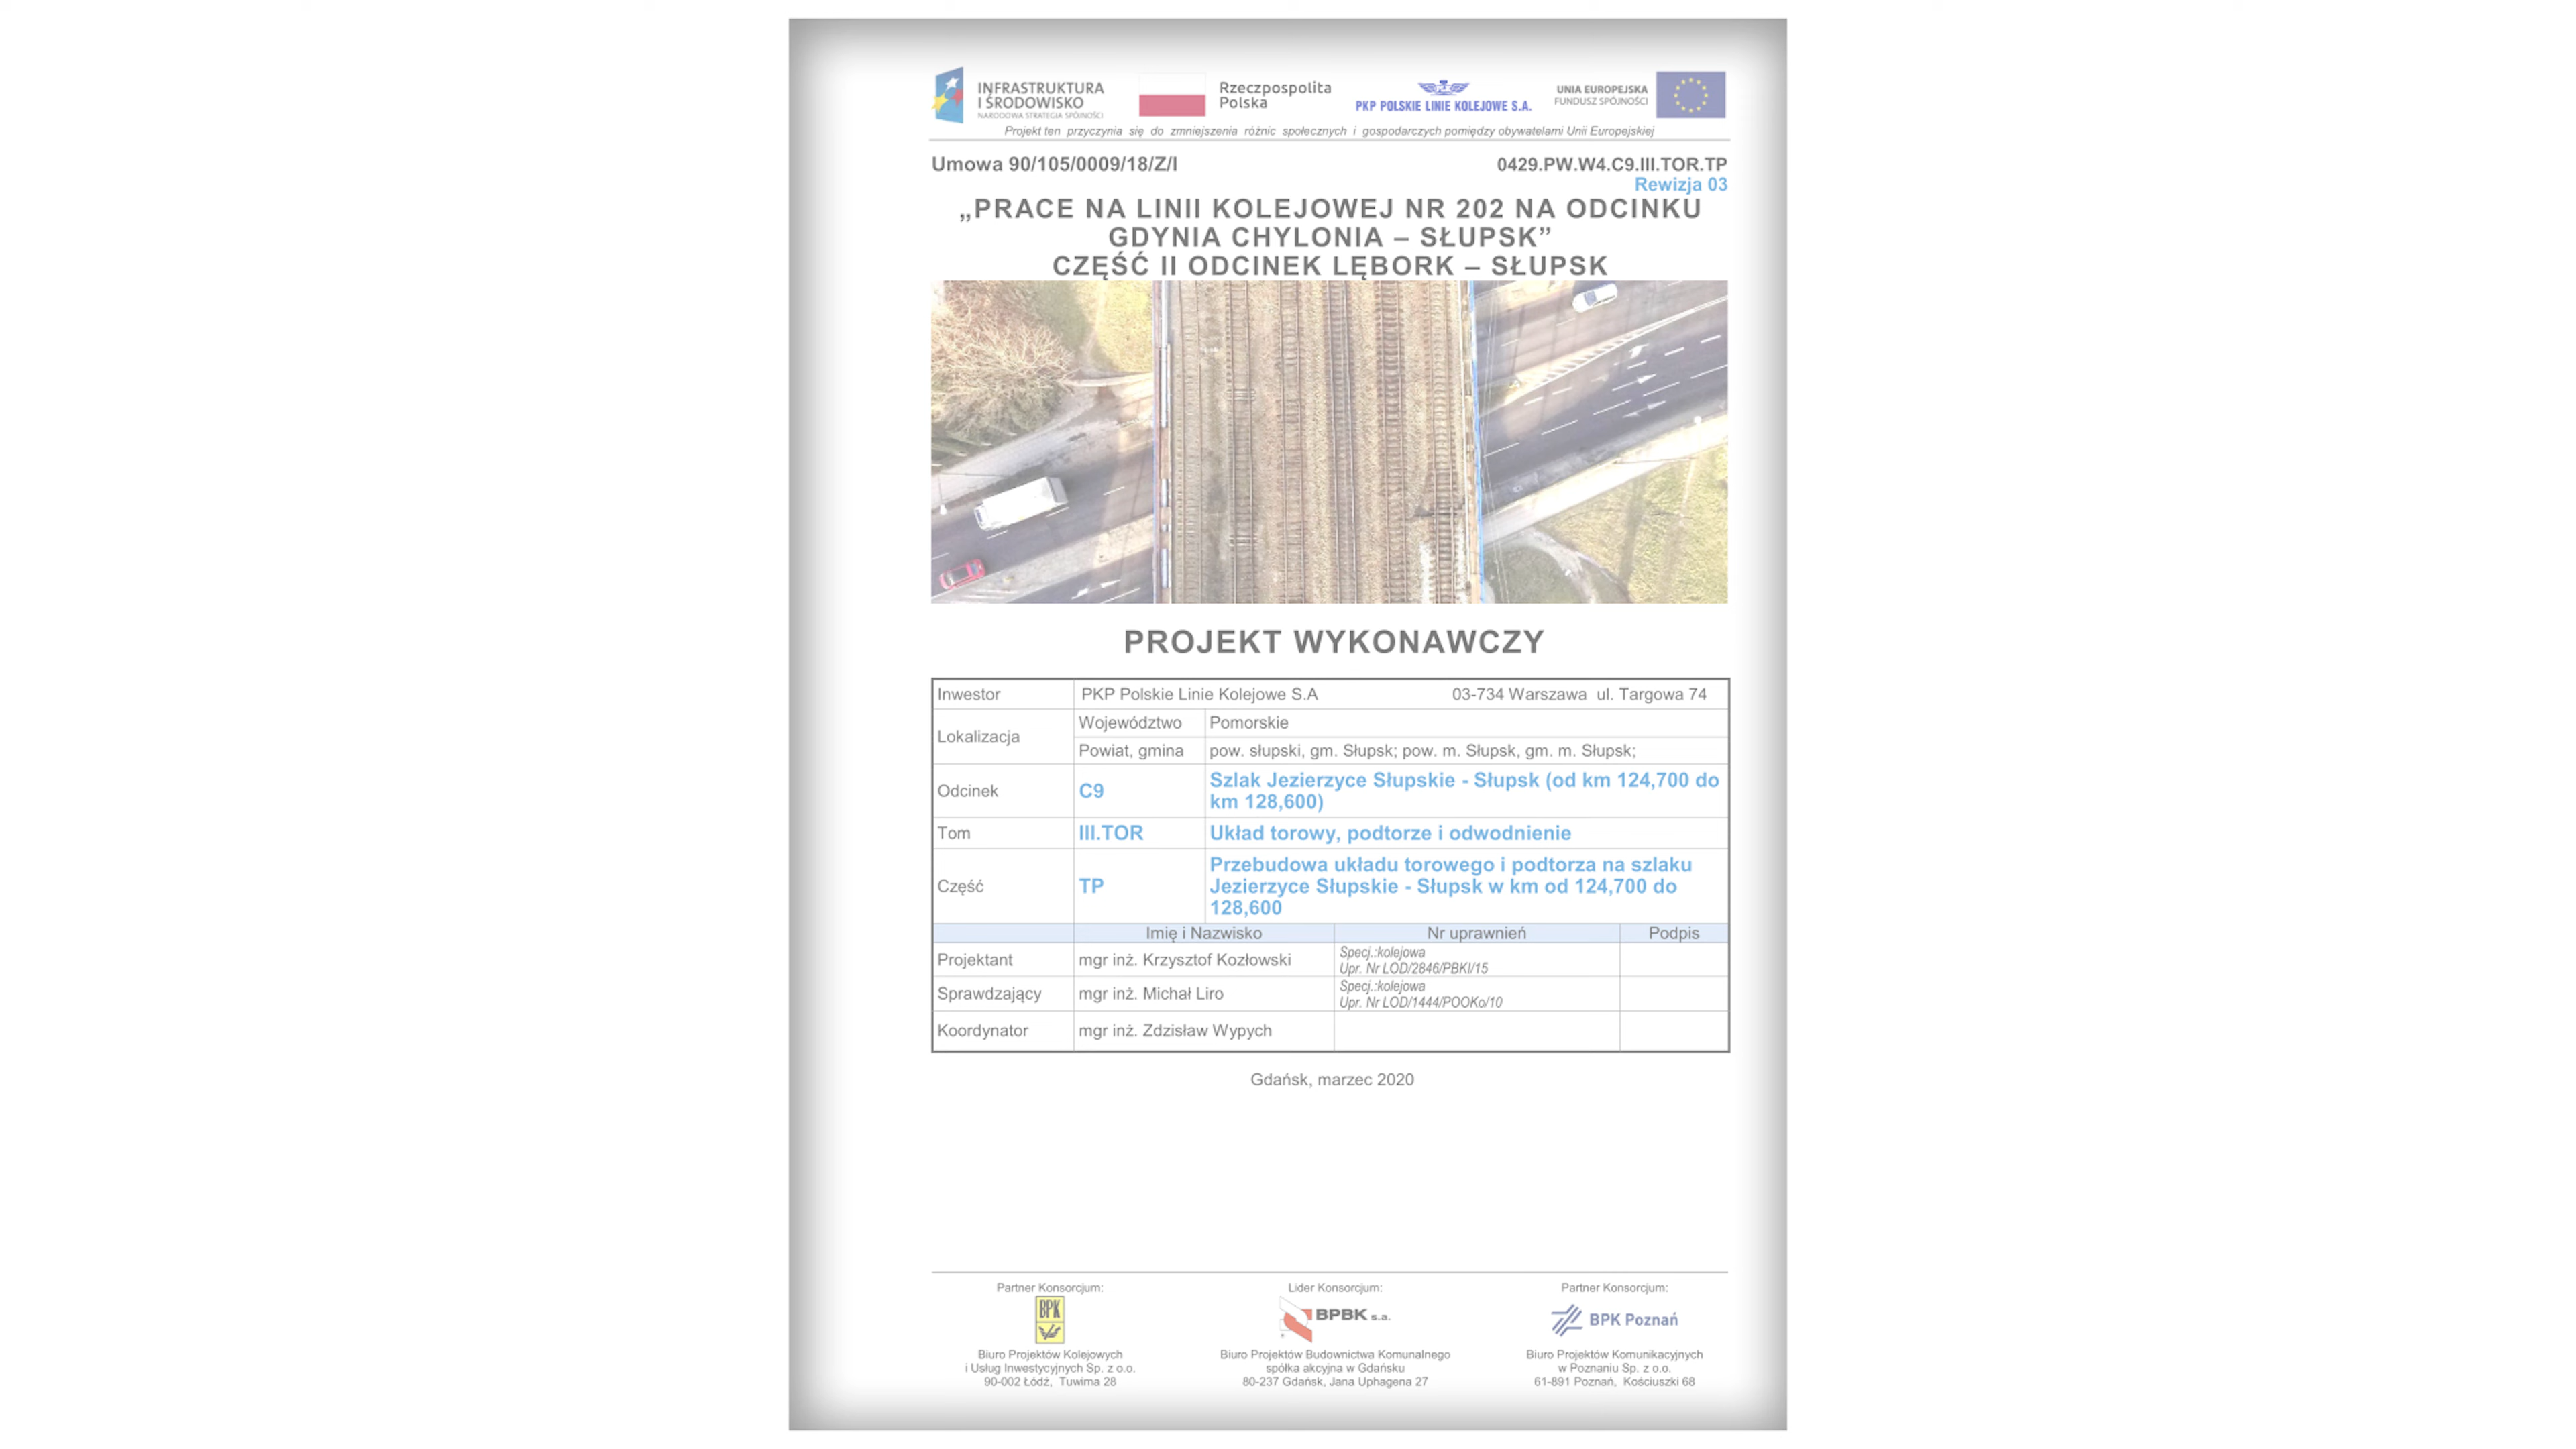 INFRASTRUKTURA
I ŚRODOWISKO
NARODOWA STRATEGIA SPÓJNOŚCI
Rzeczpospolita
Polska
PKP POLSKIE LINIE KOLEJOWE S.A.
UNIA EUROPEJSKA
FUNDUSZ SPÓJNOŚCI
Projekt ten przyczynia się do zmniejszenia różnic społecznych i gospodarczych pomiędzy obywatelami Unii Europejskiej
Umowa 90/105/0009/18/Z/I
0429.PW.W4.C9.III.TOR.TP
Rewizja 03
„PRACE NA LINII KOLEJOWEJ NR 202 NA ODCINKU
GDYNIA CHYLONIA – SŁUPSK”
CZĘŚĆ II ODCINEK LĘBORK – SŁUPSK
PROJEKT WYKONAWCZY
Inwestor PKP Polskie Linie Kolejowe S.A 03-734 Warszawa ul. Targowa 74
Lokalizacja
Województwo Pomorskie
Powiat, gmina pow. słupski, gm. Słupsk; pow. m. Słupsk, gm. m. Słupsk;
Odcinek C9 Szlak Jezierzyce Słupskie - Słupsk (od km 124,700 do
km 128,600)
Tom III.TOR Układ torowy, podtorze i odwodnienie
Część TP Przebudowa układu torowego i podtorza na szlaku
Jezierzyce Słupskie - Słupsk w km od 124,700 do
128,600
Imię i Nazwisko Nr uprawnień Podpis
Projektant mgr inż. Krzysztof Kozłowski Specj.:kolejowa
Upr. Nr LOD/2846/PBKl/15
Sprawdzający mgr inż. Michał Liro Specj.:kolejowa
Upr. Nr LOD/1444/POOKo/10
Koordynator mgr inż. Zdzisław Wypych
Gdańsk, marzec 2020
Partner Konsorcjum:
BPK
Biuro Projektów Kolejowych
i Usług Inwestycyjnych Sp. z o.o.
90-002 Łódź, Tuwima 28
Lider Konsorcjum:
BPBK s.a.
Biuro Projektów Budownictwa Komunalnego
spółka akcyjna w Gdańsku
80-237 Gdańsk, Jana Uphagena 27
Partner Konsorcjum:
BPK Poznań
Biuro Projektów Komunikacyjnych
w Poznaniu Sp. z o.o.
61-891 Poznań, Kościuszki 68